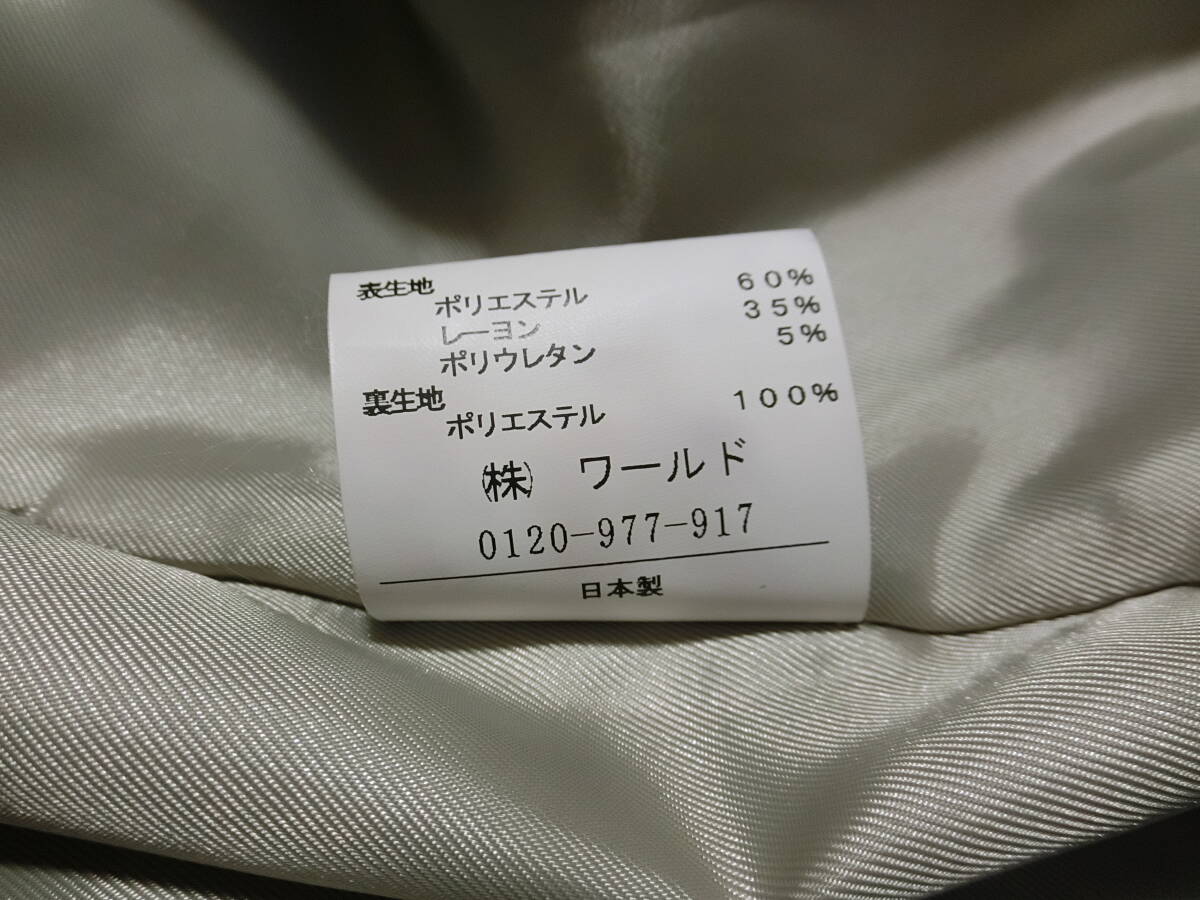 表生地
ポリエステル 60%
レーヨン 35%
ポリウレタン 5%
裏生地
ポリエステル 100%
㈱ ワールド
0120-977-917
日本製